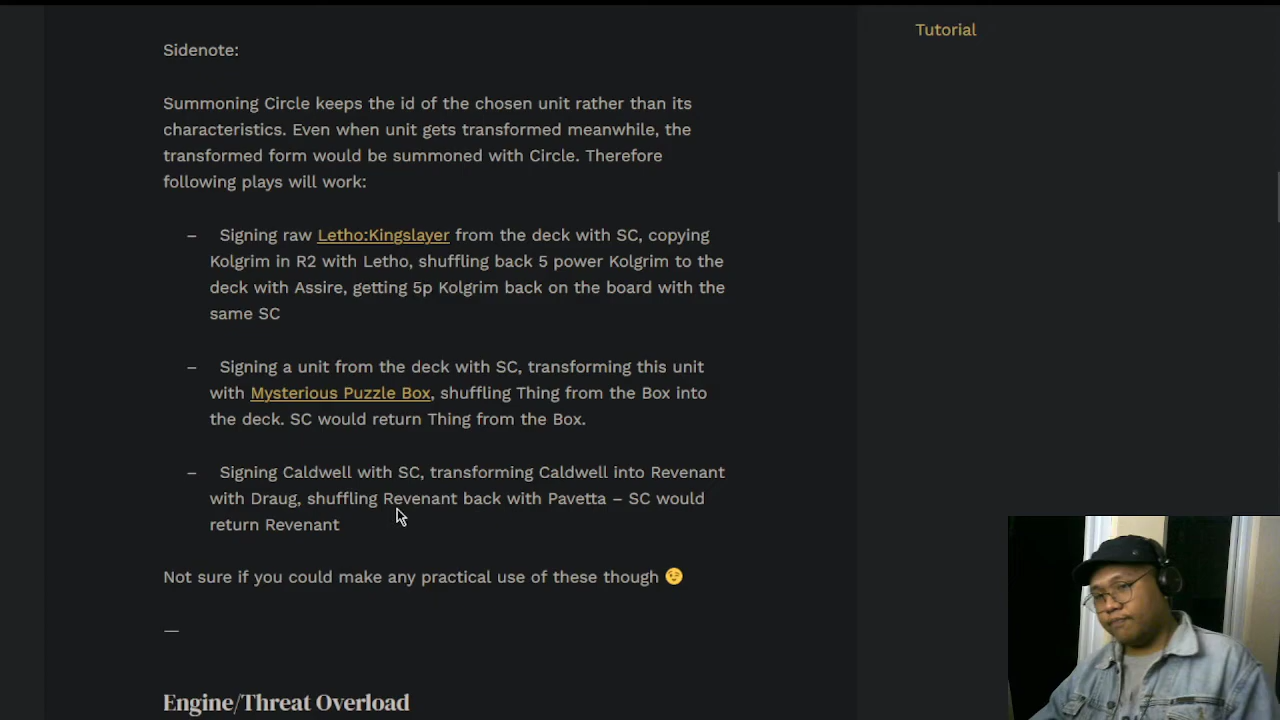 Tutorial
Sidenote:
Summoning Circle keeps the id of the chosen unit rather than its
characteristics. Even when unit gets transformed meanwhile, the
transformed form would be summoned with Circle. Therefore
following plays will work:
– Signing raw Letho:Kingslayer from the deck with SC, copying
Kolgrim in R2 with Letho, shuffling back 5 power Kolgrim to the
deck with Assire, getting 5p Kolgrim back on the board with the
same SC
– Signing a unit from the deck with SC, transforming this unit
with Mysterious Puzzle Box, shuffling Thing from the Box into
the deck. SC would return Thing from the Box.
– Signing Caldwell with SC, transforming Caldwell into Revenant
with Draug, shuffling Revenant back with Pavetta – SC would
return Revenant
Not sure if you could make any practical use of these though 😉
—
Engine/Threat Overload